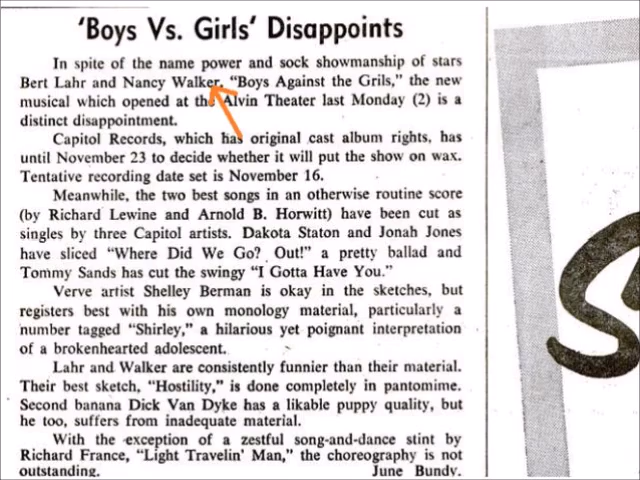 'Boys Vs. Girls' Disappoints
In spite of the name power and sock showmanship of stars
Bert Lahr and Nancy Walker, "Boys Against the Grils," the new
musical which opened at the Alvin Theater last Monday (2) is a
distinct disappointment.
Capitol Records, which has original cast album rights, has
until November 23 to decide whether it will put the show on wax.
Tentative recording date set is November 16.
Meanwhile, the two best songs in an otherwise routine score
(by Richard Lewine and Arnold B. Horwitt) have been cut as
singles by three Capitol artists. Dakota Staton and Jonah Jones
have sliced "Where Did We Go? Out!" a pretty ballad and
Tommy Sands has cut the swingy "I Gotta Have You."
Verve artist Shelley Berman is okay in the sketches, but
registers best with his own monology material, particularly a
number tagged "Shirley," a hilarious yet poignant interpretation
of a brokenhearted adolescent.
Lahr and Walker are consistently funnier than their material.
Their best sketch, "Hostility," is done completely in pantomime.
Second banana Dick Van Dyke has a likable puppy quality, but
he too, suffers from inadequate material.
With the exception of a zestful song-and-dance stint by
Richard France, "Light Travelin' Man," the choreography is not
outstanding. June Bundy.